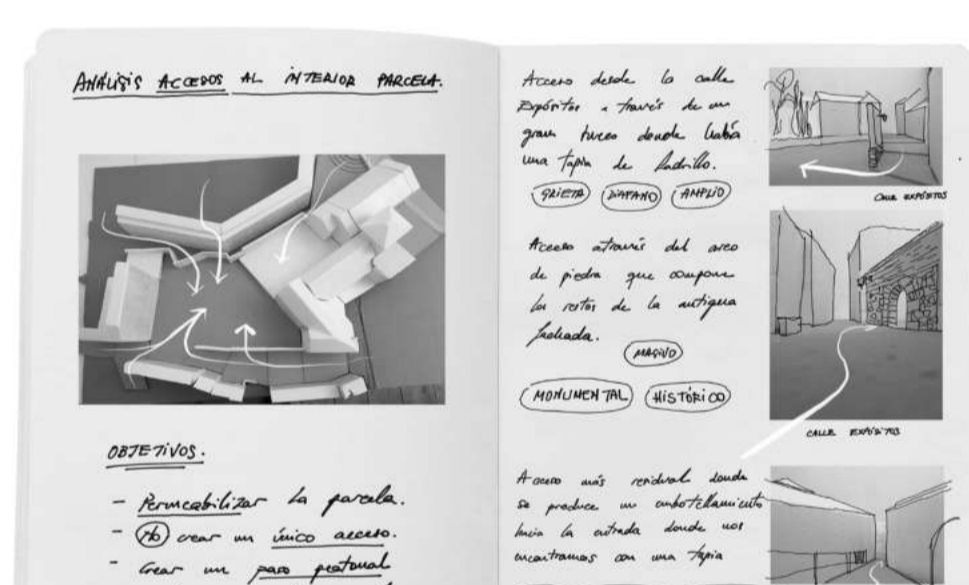 ANÁLISIS ACCESOS AL INTERIOR PARCELA.
OBJETIVOS.
- Permeabilizar la parcela.
- NO crear un único acceso.
- Crear un paso peatonal
Acceso desde la calle
Expósitos a través de un
gran hueco donde había
una tapia de ladrillo.
GRIETA DIÁFANO AMPLIO
CALLE EXPÓSITOS
Acceso através del arco
de piedra que compone
los restos de la antigua
fachada.
MASIVO
MONUMENTAL HISTÓRICO
CALLE EXPÓSITOS
Acceso más residual donde
se produce un embotellamiento
hacia la entrada donde nos
encontramos con una tapia